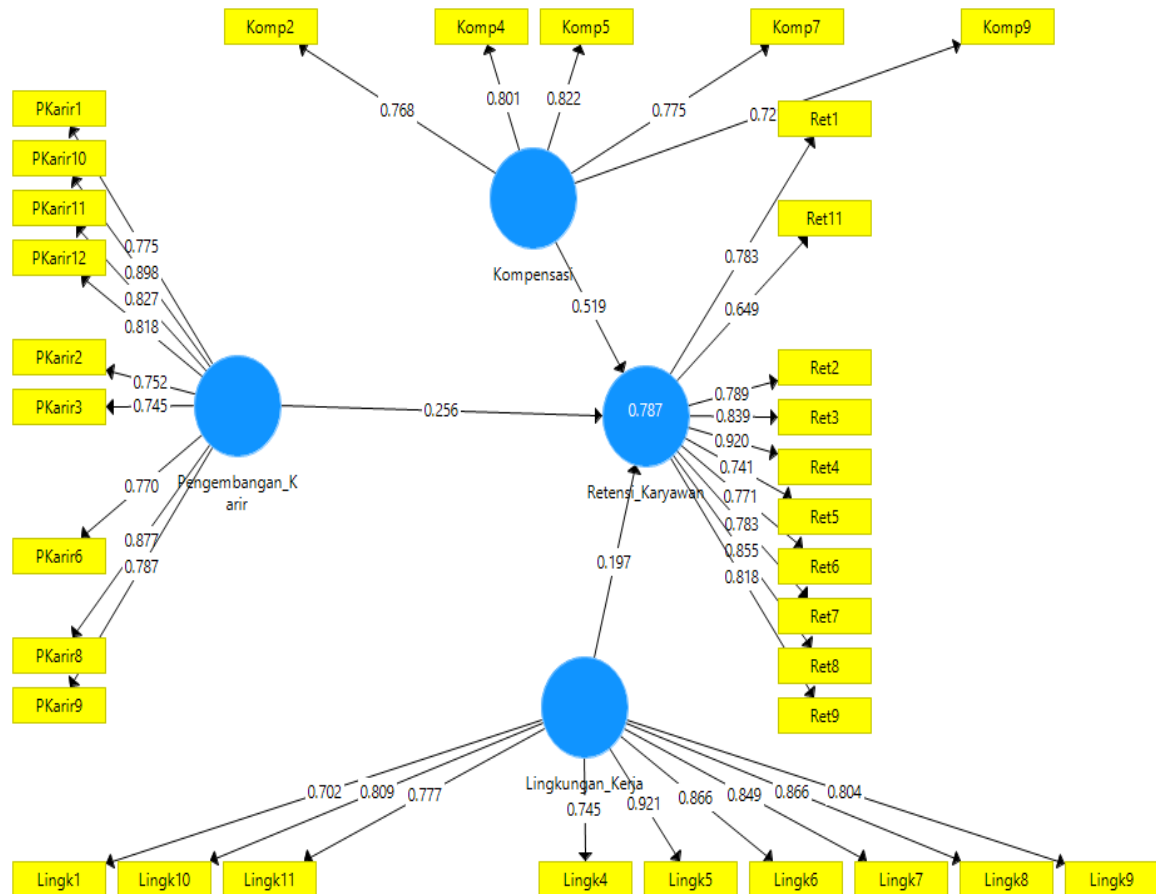 Komp2
Komp4
Komp5
Komp7
Komp9
0.768
0.801
0.822
0.775
0.72
PKarir1
PKarir10
PKarir11
PKarir12
PKarir2
PKarir3
PKarir6
PKarir8
PKarir9
0.775
0.898
0.827
0.818
0.752
0.745
0.770
0.877
0.787
Kompensasi
0.519
Pengembangan_K
arir
0.256
0.787
Retensi_Karyawan
0.197
Ret1
Ret11
Ret2
Ret3
Ret4
Ret5
Ret6
Ret7
Ret8
Ret9
0.783
0.649
0.789
0.839
0.920
0.741
0.771
0.783
0.855
0.818
Lingkungan_Kerja
0.702
0.809
0.777
0.745
0.921
0.866
0.849
0.866
0.804
Lingk1
Lingk10
Lingk11
Lingk4
Lingk5
Lingk6
Lingk7
Lingk8
Lingk9